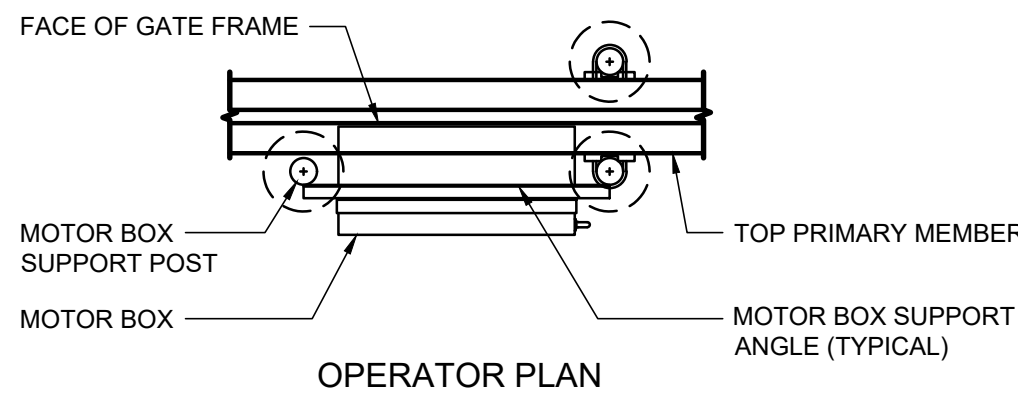 FACE OF GATE FRAME
MOTOR BOX
SUPPORT POST
MOTOR BOX
TOP PRIMARY MEMBER
MOTOR BOX SUPPORT
ANGLE (TYPICAL)
OPERATOR PLAN